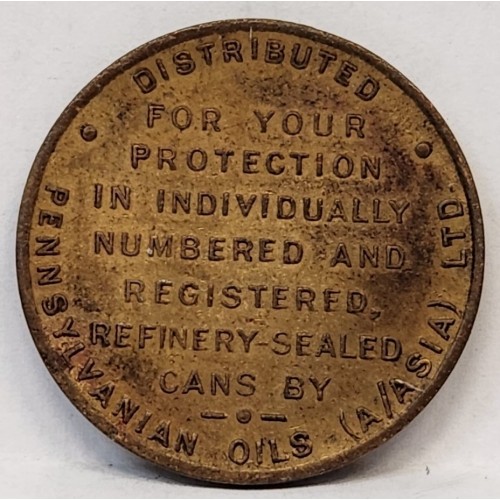 DISTRIBUTED
FOR YOUR
PROTECTION
IN INDIVIDUALLY
NUMBERED AND
REGISTERED,
REFINERY-SEALED
CANS BY
PENNSYLVANIAN OILS (A/ASIA) LTD.